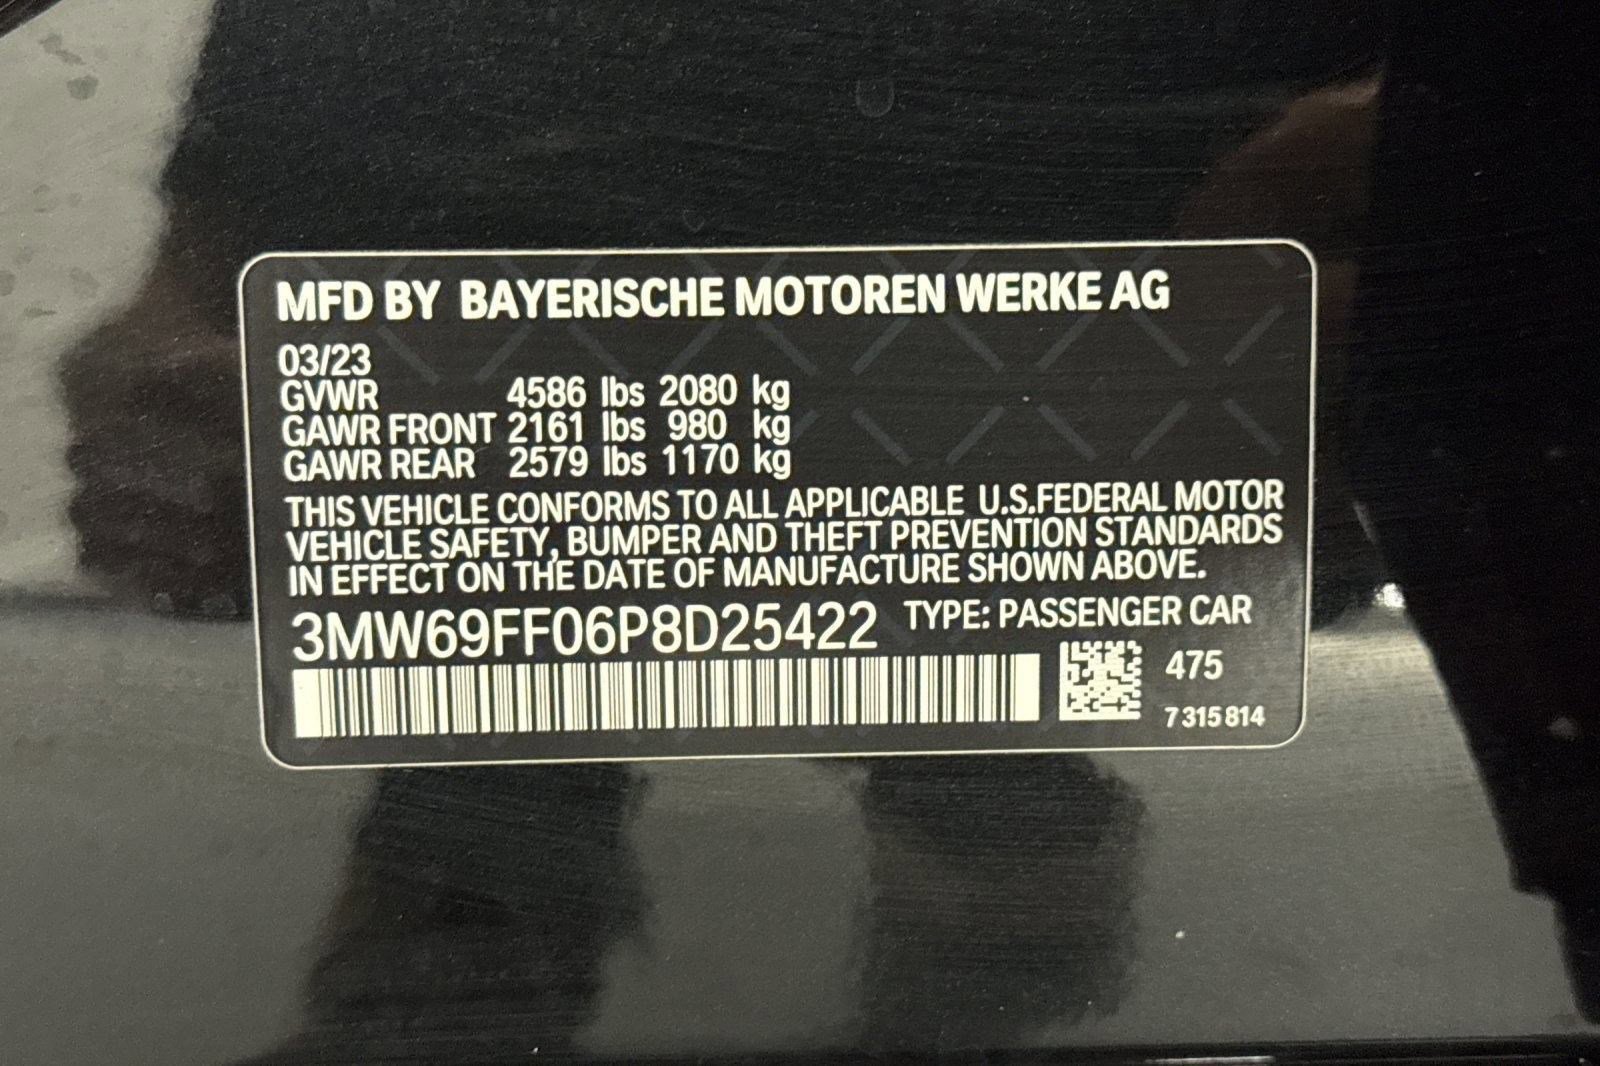 MFD BY BAYERISCHE MOTOREN WERKE AG
03/23
GVWR 4586 lbs 2080 kg
GAWR FRONT 2161 lbs 980 kg
GAWR REAR 2579 lbs 1170 kg
THIS VEHICLE CONFORMS TO ALL APPLICABLE U.S.FEDERAL MOTOR
VEHICLE SAFETY, BUMPER AND THEFT PREVENTION STANDARDS
IN EFFECT ON THE DATE OF MANUFACTURE SHOWN ABOVE.
3MW69FF06P8D25422 TYPE: PASSENGER CAR
475
7 315 814